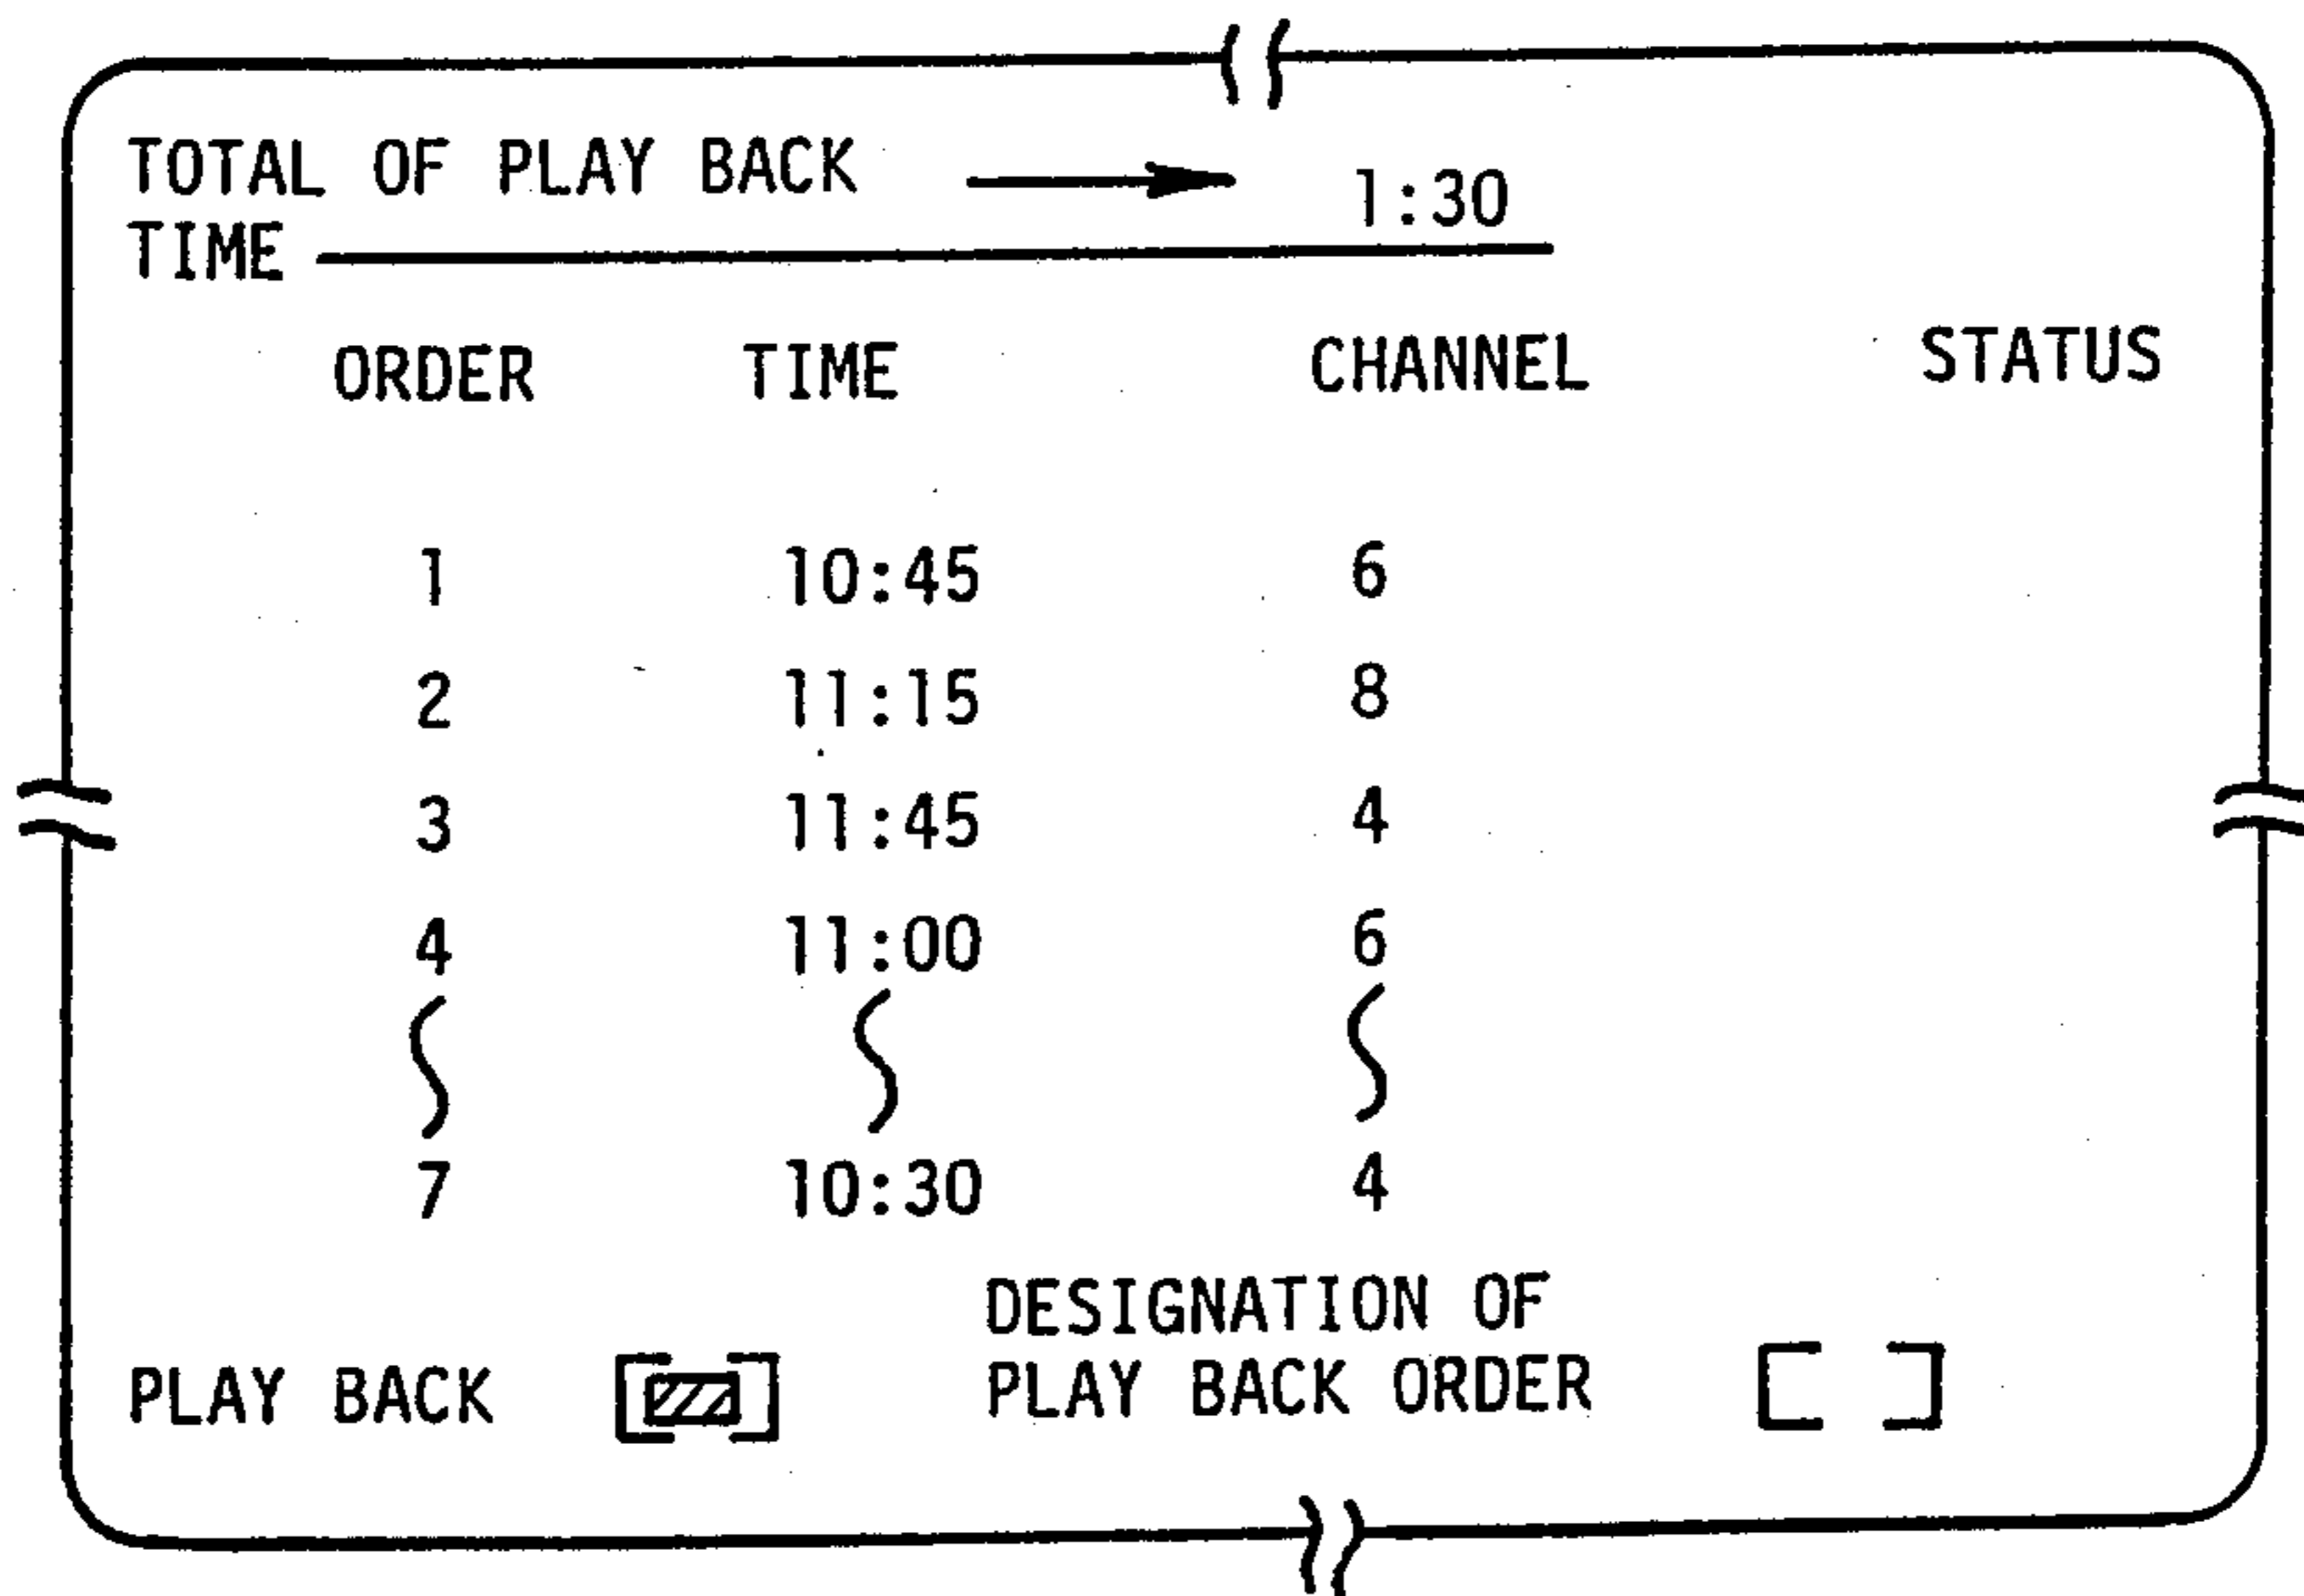 TOTAL OF PLAY BACK 1:30
TIME
ORDER TIME CHANNEL STATUS
1 10:45 6
2 11:15 8
3 11:45 4
4 11:00 6
7 10:30 4
DESIGNATION OF
PLAY BACK [ ] PLAY BACK ORDER [ ]